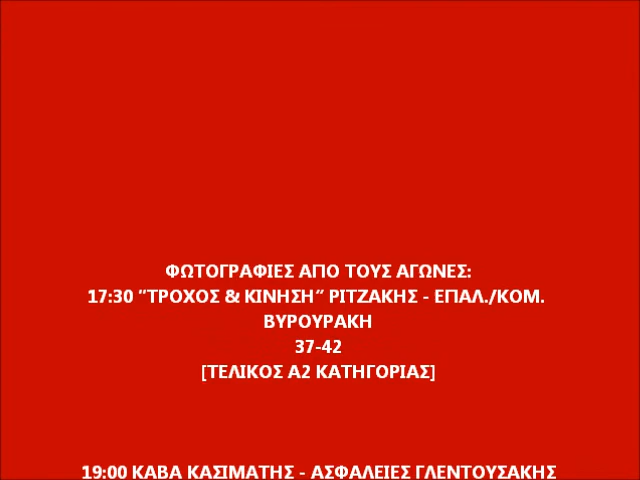 ΦΩΤΟΓΡΑΦΙΕΣ ΑΠΟ ΤΟΥΣ ΑΓΩΝΕΣ:
17:30 “ΤΡΟΧΟΣ & ΚΙΝΗΣΗ” ΡΙΤΖΑΚΗΣ - ΕΠΑΛ./ΚΟΜ.
ΒΥΡΟΥΡΑΚΗ
37-42
[ΤΕΛΙΚΟΣ Α2 ΚΑΤΗΓΟΡΙΑΣ]
19:00 ΚΑΒΑ ΚΑΣΙΜΑΤΗΣ - ΑΣΦΑΛΕΙΕΣ ΓΛΕΝΤΟΥΣΑΚΗΣ